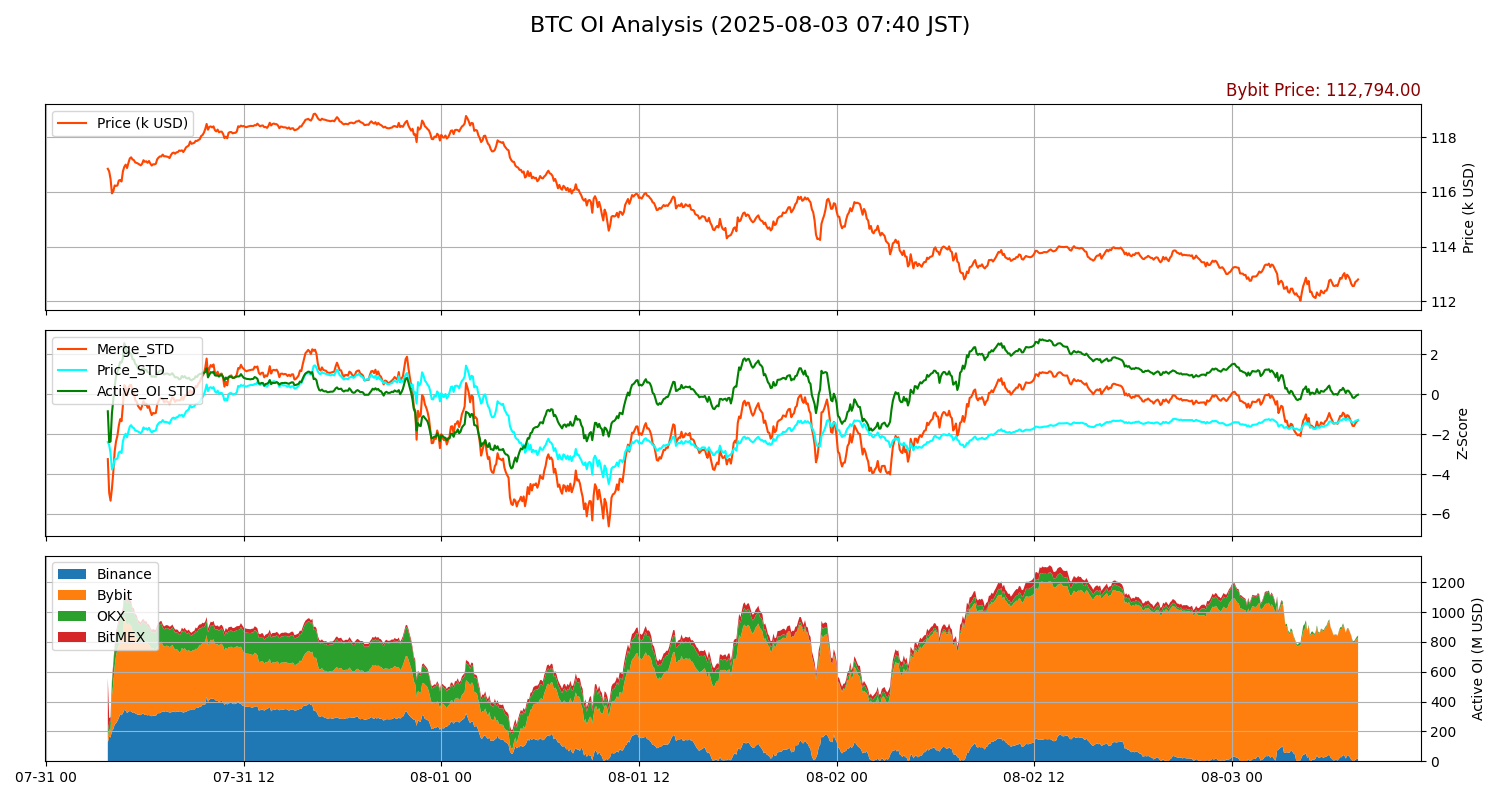 BTC OI Analysis (2025-08-03 07:40 JST)
Bybit Price: 112,794.00
Price (k USD)
118
116
114
112
Price (k USD)
Merge_STD
Price_STD
Active_OI_STD
2
0
−2
−4
−6
Z-Score
Binance
Bybit
OKX
BitMEX
1200
1000
800
600
400
200
0
Active OI (M USD)
07-31 00
07-31 12
08-01 00
08-01 12
08-02 00
08-02 12
08-03 00